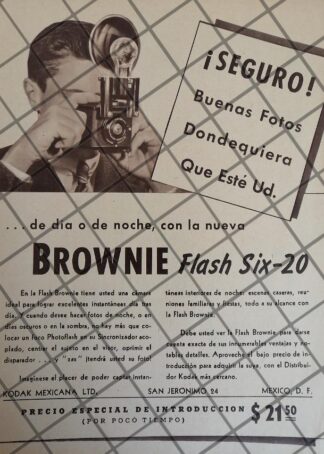 ¡SEGURO!
Buenas Fotos
Dondequiera
Que Esté Ud.
...de dia o de noche, con la nueva
BROWNIE Flash Six-20
En la Flash Brownie tiene usted una cámara
ideal para lograr excelentes instantáneas día tras
día. Y cuando desee hacer fotos de noche, o en
días oscuros o en la sombra, no hay más que co-
locar un foco Photoflash en su Sincronizador aco-
plado, centre al sujeto en el visor, oprimir el
disparador . . . y "zas" ¡tendrá usted su foto!
Imagínese el placer de poder captar instan-
táneas interiores de noche: escenas caseras, reu-
niones familiares y fiestas, todo a su alcance con
la Flash Brownie.
Debe usted ver la Flash Brownie, para darse
cuenta exacta de sus innumerables ventajas y no-
tables detalles. Aproveche el bajo precio de in-
troducción para adquirir la suya, con el Distri-
buidor Kodak más cercano.
KODAK MEXICANA LTD. SAN JERONIMO 24 MEXICO, D. F.
PRECIO ESPECIAL DE INTRODUCCION $ 21.50
(POR POCO TIEMPO)